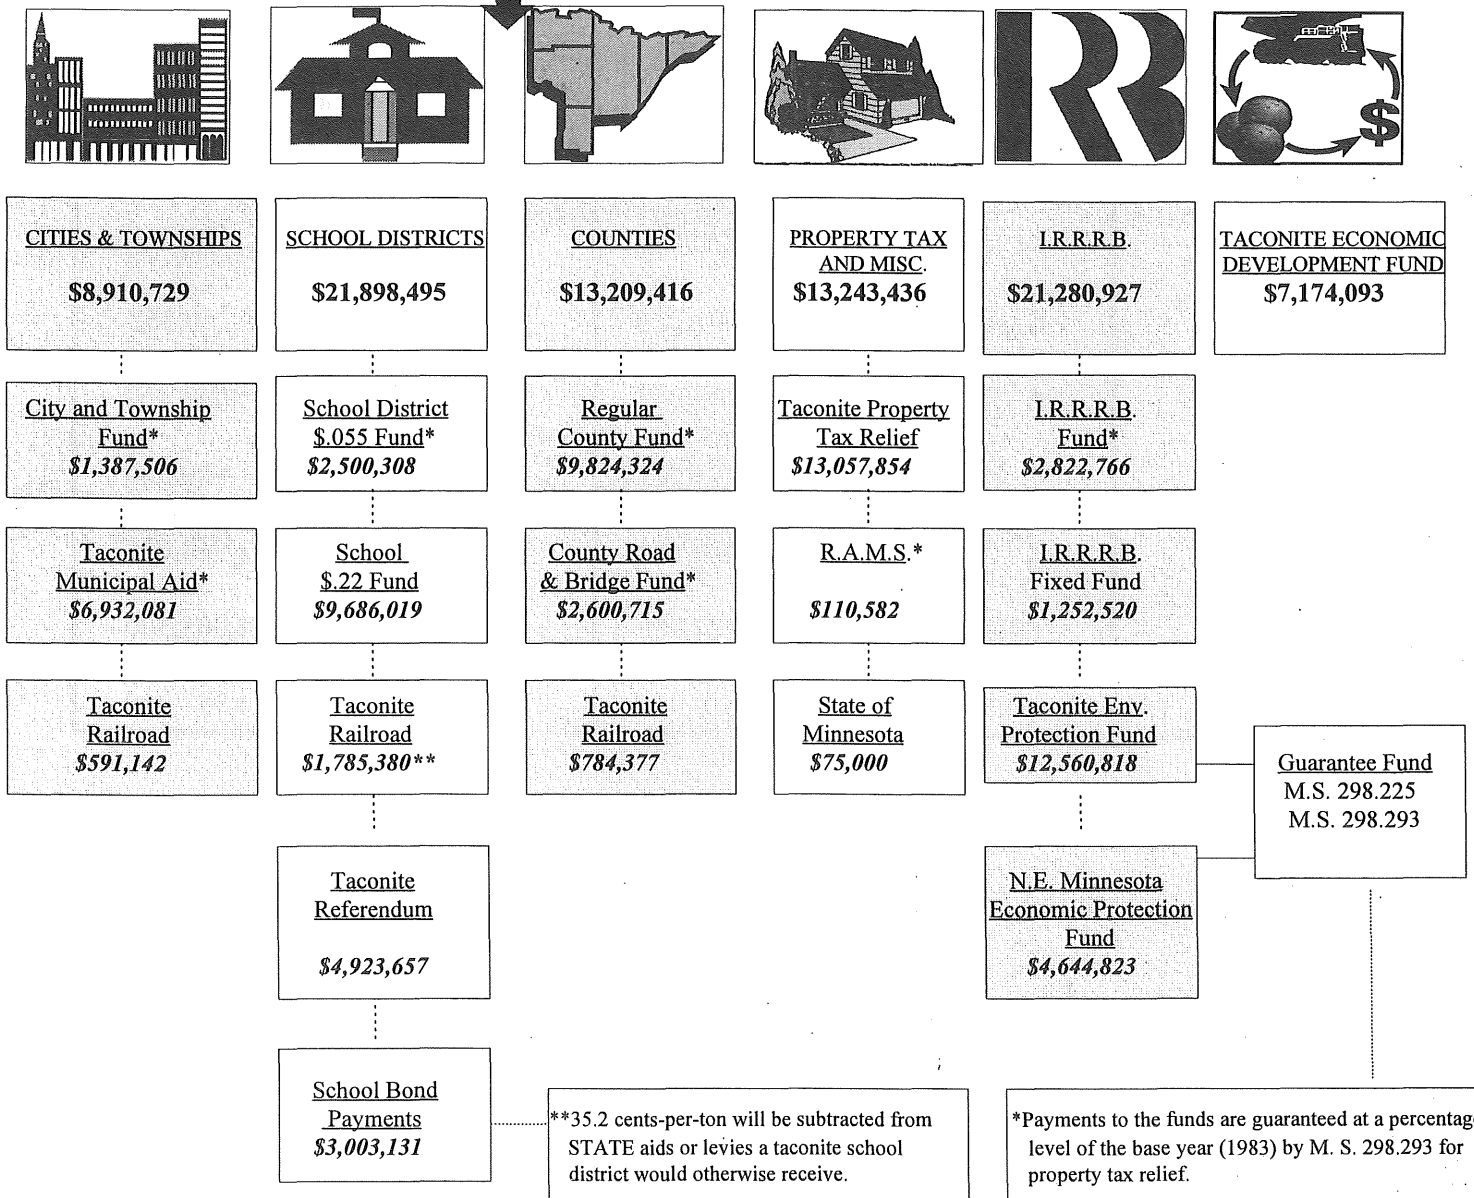 RRB
$
CITIES & TOWNSHIPS
$8,910,729
SCHOOL DISTRICTS
$21,898,495
COUNTIES
$13,209,416
PROPERTY TAX
AND MISC.
$13,243,436
I.R.R.R.B.
$21,280,927
TACONITE ECONOMIC
DEVELOPMENT FUND
$7,174,093
City and Township
Fund*
$1,387,506
School District
$.055 Fund*
$2,500,308
Regular
County Fund*
$9,824,324
Taconite Property
Tax Relief
$13,057,854
I.R.R.R.B.
Fund*
$2,822,766
Taconite
Municipal Aid*
$6,932,081
School
$.22 Fund
$9,686,019
County Road
& Bridge Fund*
$2,600,715
R.A.M.S.*
$110,582
I.R.R.R.B.
Fixed Fund
$1,252,520
Taconite
Railroad
$591,142
Taconite
Railroad
$1,785,380**
Taconite
Railroad
$784,377
State of
Minnesota
$75,000
Taconite Env.
Protection Fund
$12,560,818
Guarantee Fund
M.S. 298.225
M.S. 298.293
Taconite
Referendum
$4,923,657
N.E. Minnesota
Economic Protection
Fund
$4,644,823
School Bond
Payments
$3,003,131
**35.2 cents-per-ton will be subtracted from
STATE aids or levies a taconite school
district would otherwise receive.
*Payments to the funds are guaranteed at a percentage
level of the base year (1983) by M. S. 298.293 for
property tax relief.